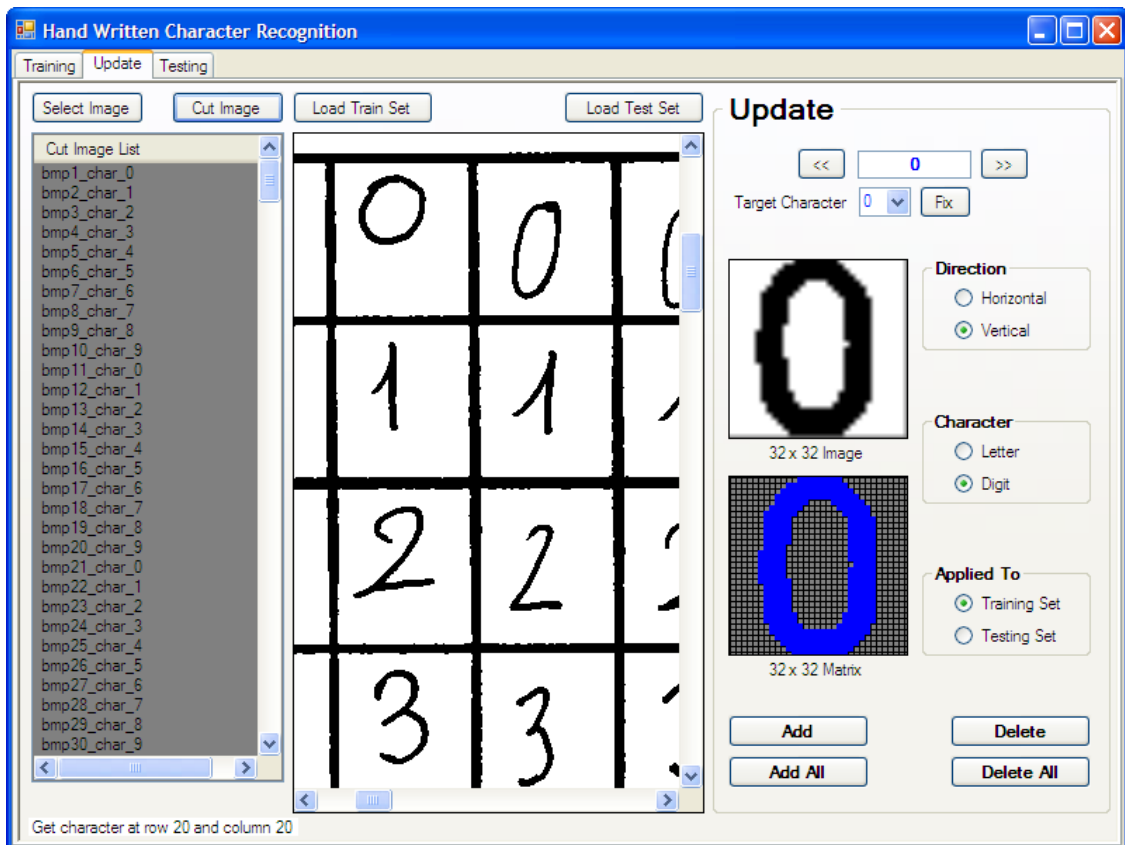 Hand Written Character Recognition
Training Update Testing
Select Image Cut Image Load Train Set Load Test Set
Cut Image List
bmp1_char_0
bmp2_char_1
bmp3_char_2
bmp4_char_3
bmp5_char_4
bmp6_char_5
bmp7_char_6
bmp8_char_7
bmp9_char_8
bmp10_char_9
bmp11_char_0
bmp12_char_1
bmp13_char_2
bmp14_char_3
bmp15_char_4
bmp16_char_5
bmp17_char_6
bmp18_char_7
bmp19_char_8
bmp20_char_9
bmp21_char_0
bmp22_char_1
bmp23_char_2
bmp24_char_3
bmp25_char_4
bmp26_char_5
bmp27_char_6
bmp28_char_7
bmp29_char_8
bmp30_char_9
0 0
1 1
2 2
3 3
Update
<< 0 >>
Target Character 0 Fix
0
32 x 32 Image
0
32 x 32 Matrix
Direction
Horizontal
Vertical
Character
Letter
Digit
Applied To
Training Set
Testing Set
Add Delete
Add All Delete All
Get character at row 20 and column 20